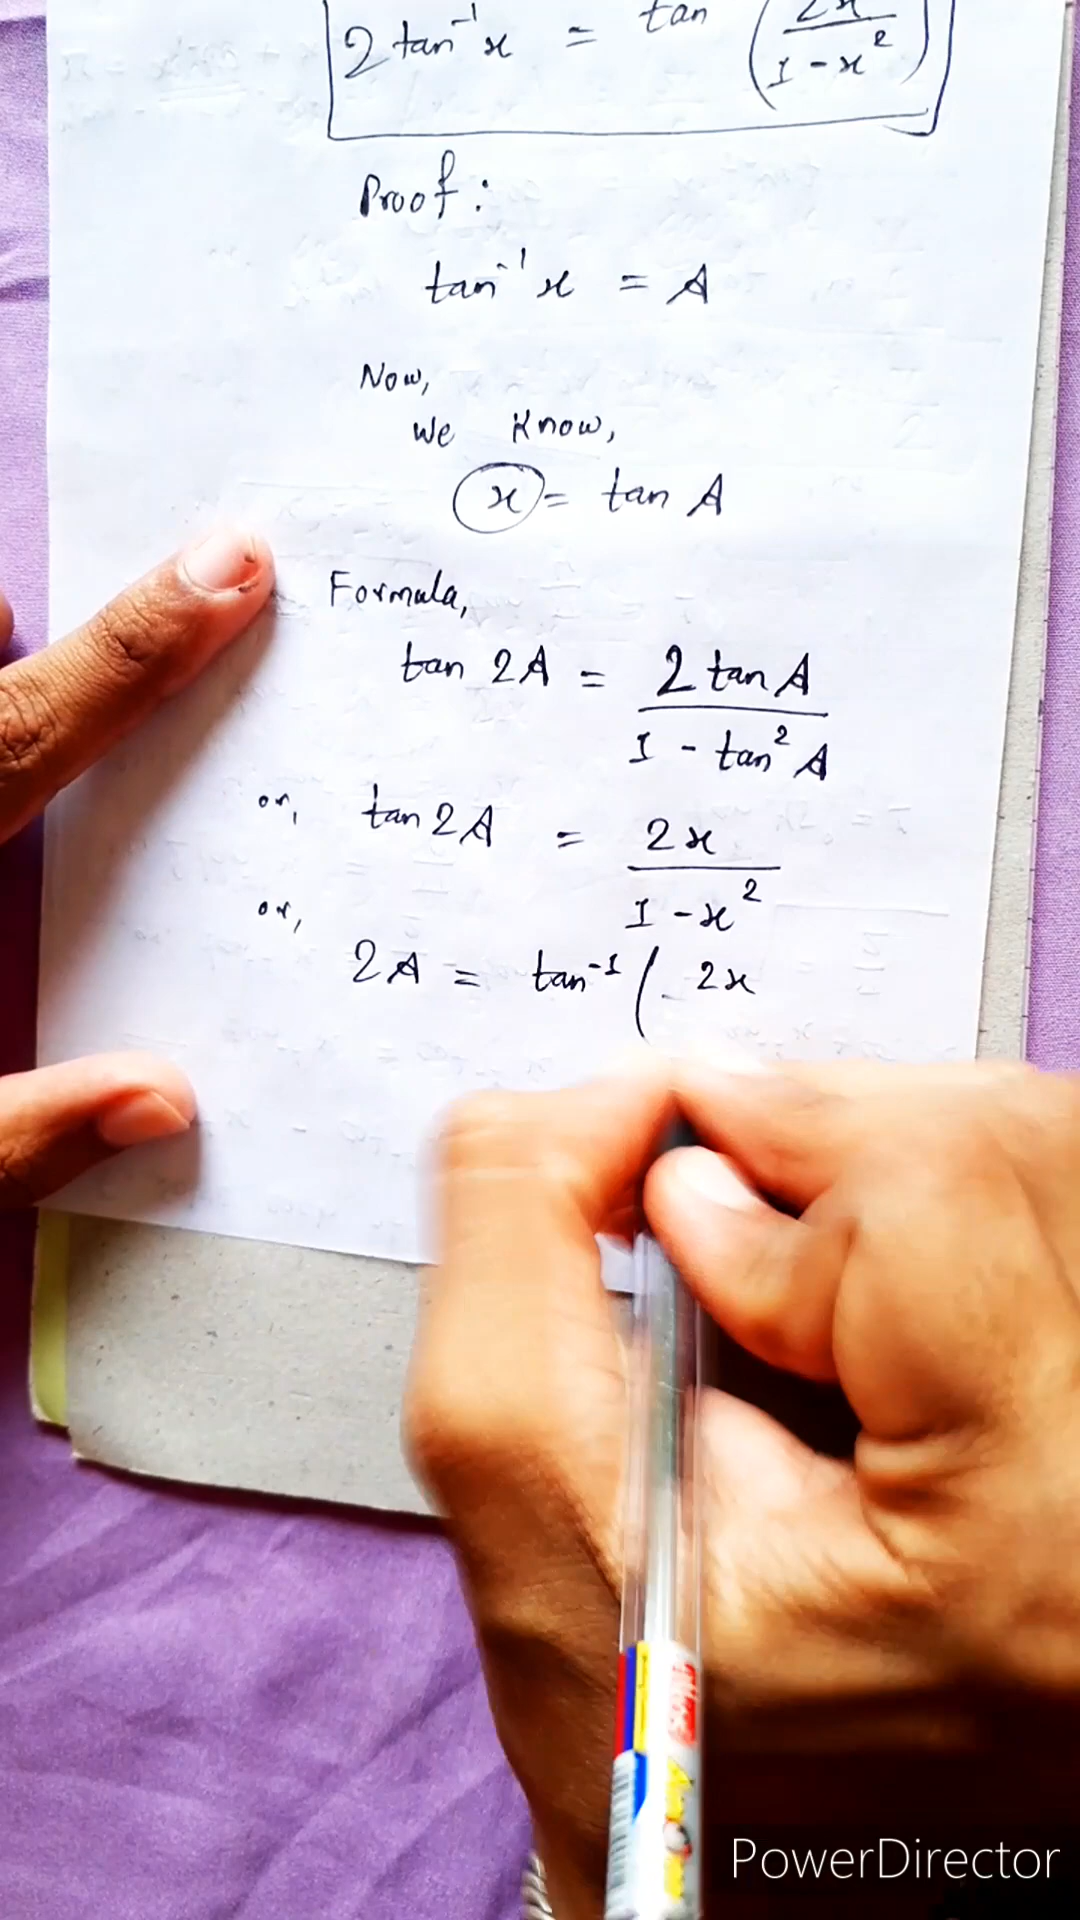 2 tan⁻¹x = tan (2x / 1-x²)
Proof:
tan⁻¹x = A
Now,
We Know,
x = tan A
Formula,
tan 2A = 2 tan A / 1 - tan² A
or, tan 2A = 2x / 1-x²
or,
2A = tan⁻¹ ( 2x
PowerDirector